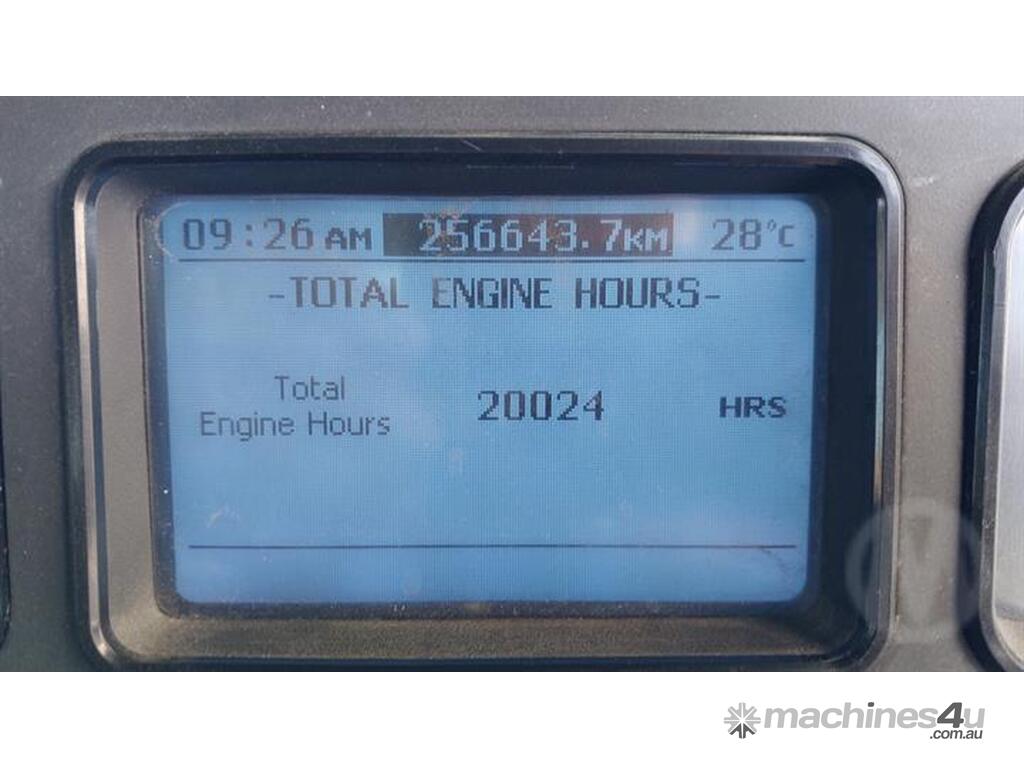 09:26 AM 256643.7KM 28°C
-TOTAL ENGINE HOURS-
Total
Engine Hours
20024 HRS
machines4u
.com.au